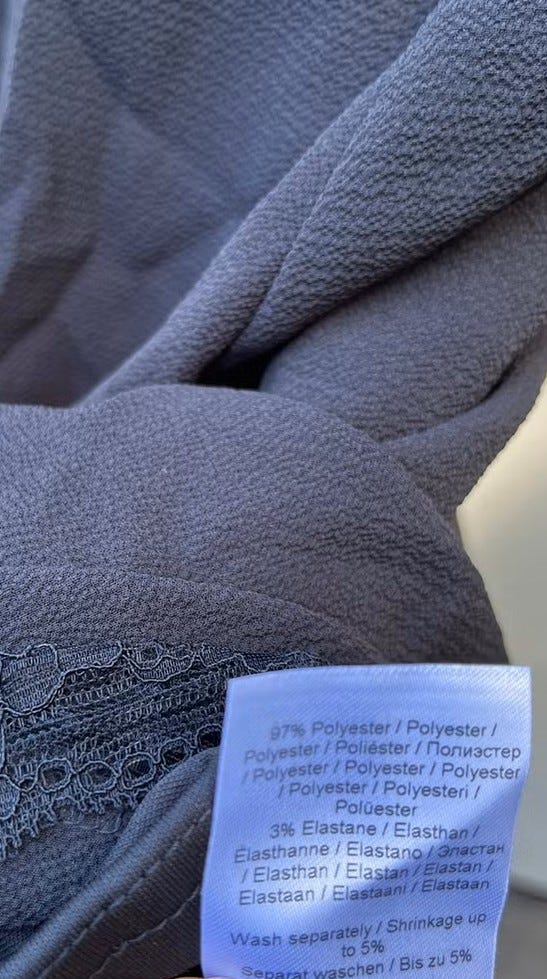 97% Polyester / Polyester /
Polyester / Poliéster / Полиэстер
/ Polyester / Polyester / Polyester
/ Polyester / Polyesteri /
Polüester
3% Elastane / Elasthan /
Élasthanne / Elastano / Эластан
/ Elasthan / Elastan / Elastan /
Elastaan / Elastaani / Elastaan
Wash separately / Shrinkage up
to 5%
Separat waschen / Bis zu 5%